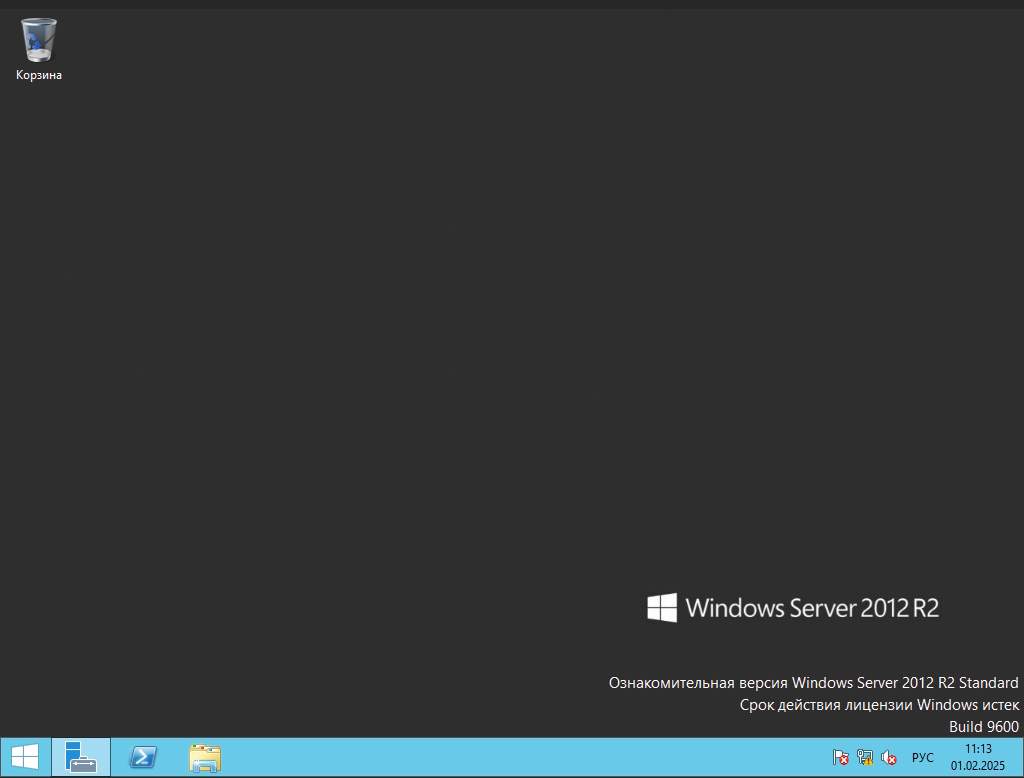 Корзина
Windows Server 2012 R2
Ознакомительная версия Windows Server 2012 R2 Standard
Срок действия лицензии Windows истек
Build 9600
РУС
11:13
01.02.2025